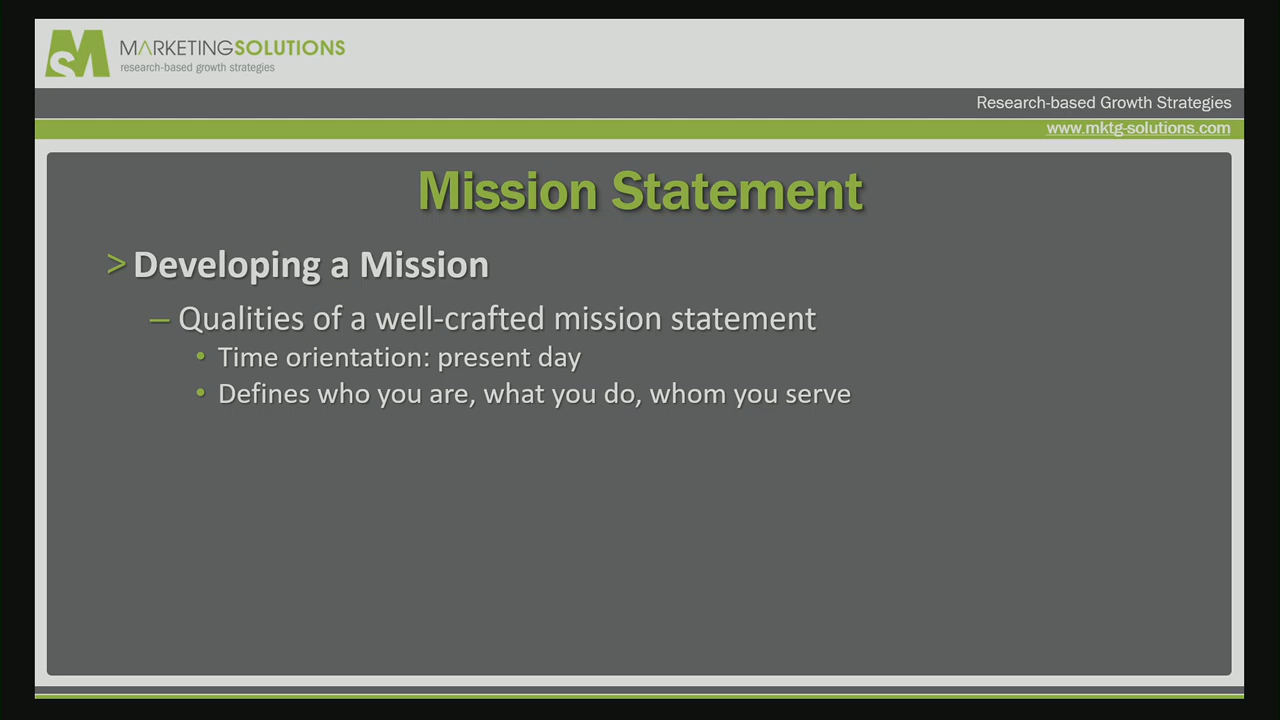 MARKETINGSOLUTIONS
research-based growth strategies
Research-based Growth Strategies
www.mktg-solutions.com
Mission Statement
> Developing a Mission
– Qualities of a well-crafted mission statement
• Time orientation: present day
• Defines who you are, what you do, whom you serve